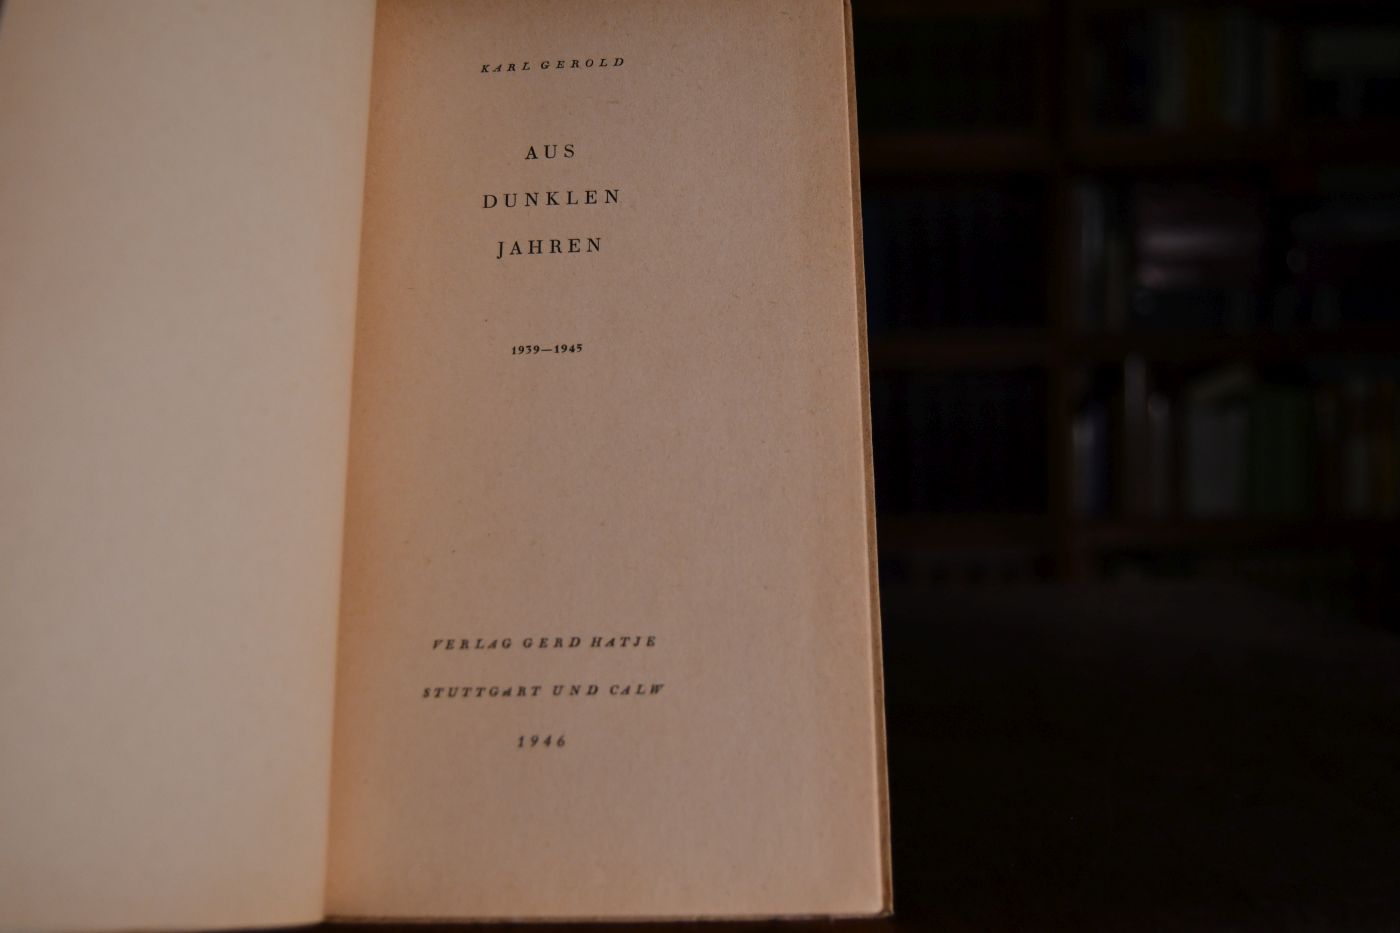 KARL GEROLD
AUS
DUNKLEN
JAHREN
1939—1945
VERLAG GERD HATJE
STUTTGART UND CALW
1946